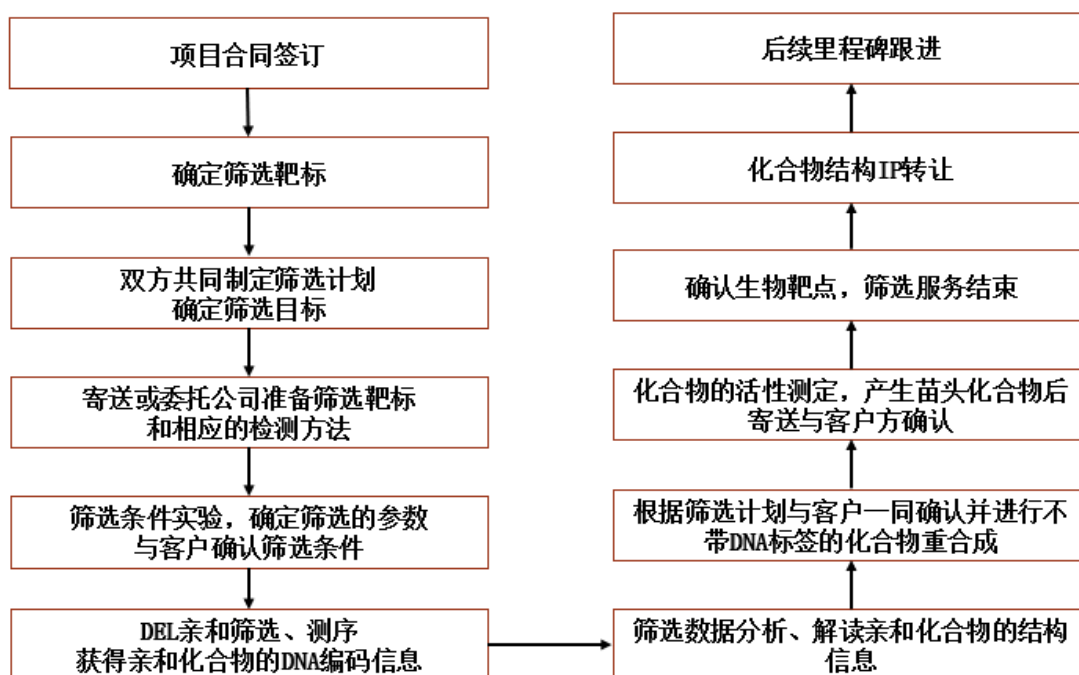 项目合同签订
确定筛选靶标
双方共同制定筛选计划
确定筛选目标
寄送或委托公司准备筛选靶标
和相应的检测方法
筛选条件实验，确定筛选的参数
与客户确认筛选条件
DEL亲和筛选、测序
获得亲和化合物的DNA编码信息
筛选数据分析、解读亲和化合物的结构
信息
根据筛选计划与客户一同确认并进行不
带DNA标签的化合物重合成
化合物的活性测定，产生苗头化合物后
寄送与客户方确认
确认生物靶点，筛选服务结束
化合物结构IP转让
后续里程碑跟进